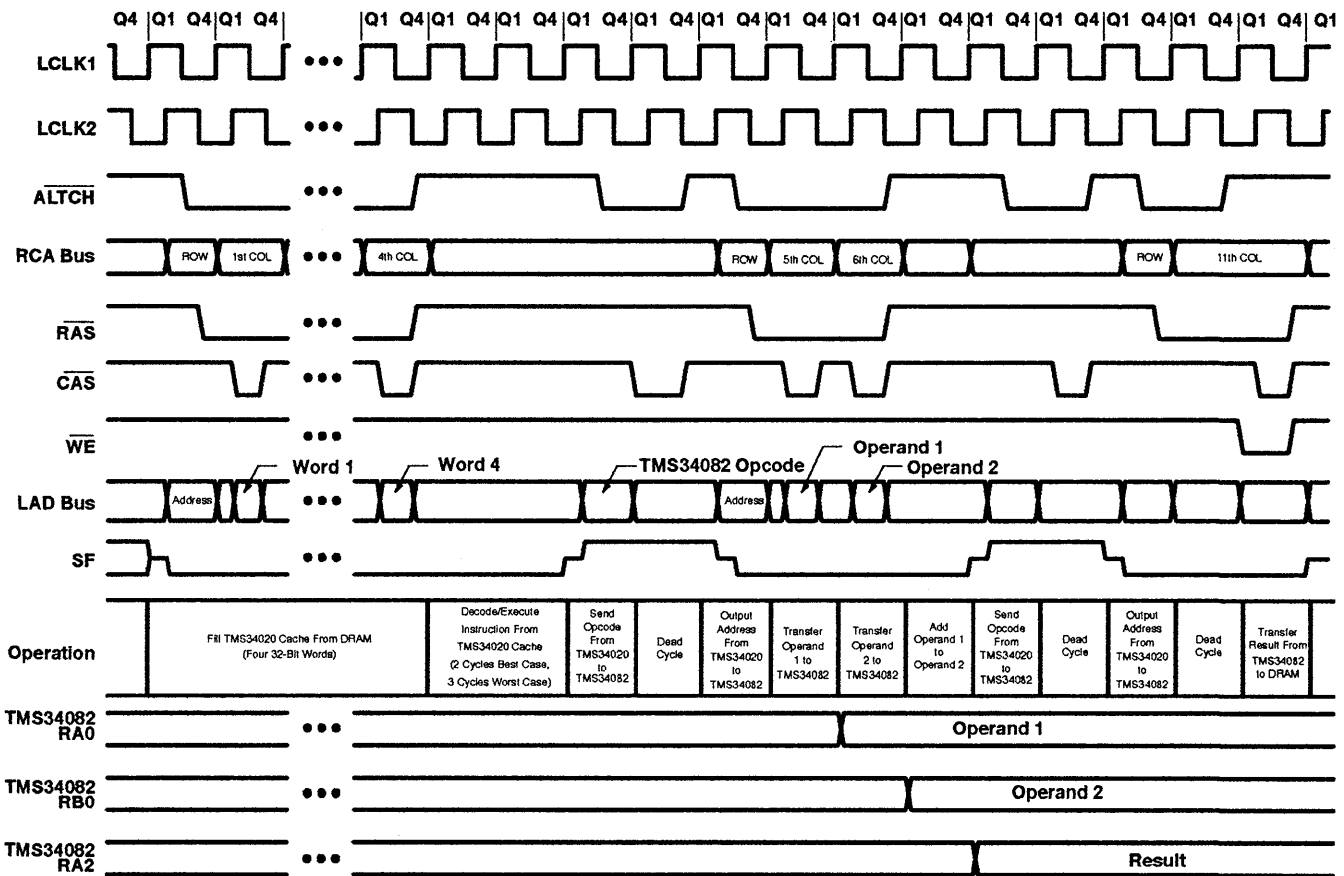 Q4 Q1 Q4 Q1 Q4 Q1 Q4 Q1 Q4 Q1 Q4 Q1 Q4 Q1 Q4 Q1 Q4 Q1 Q4 Q1 Q4 Q1 Q4 Q1 Q4 Q1 Q4 Q1 Q4 Q1 Q4 Q1 Q4 Q1
LCLK1
LCLK2
ALTCH
RCA Bus
ROW
1st COL
4th COL
ROW
5th COL
6th COL
ROW
11th COL
RAS
CAS
WE
Word 1
Word 4
TMS34082 Opcode
Operand 1
Operand 2
LAD Bus
Address
Address
SF
Operation
Fill TMS34020 Cache From DRAM
(Four 32-Bit Words)
Decode/Execute
Instruction From
TMS34020 Cache
(2 Cycles Best Case,
3 Cycles Worst Case)
Send
Opcode
From
TMS34020
to
TMS34082
Dead
Cycle
Output
Address
From
TMS34020
to
TMS34082
Transfer
Operand
1 to
TMS34082
Transfer
Operand
2 to
TMS34082
Add
Operand 1
to
Operand 2
Send
Opcode
From
TMS34020
to
TMS34082
Dead
Cycle
Output
Address
From
TMS34020
to
TMS34082
Dead
Cycle
Transfer
Result From
TMS34082
to DRAM
TMS34082
RA0
Operand 1
TMS34082
RB0
Operand 2
TMS34082
RA2
Result